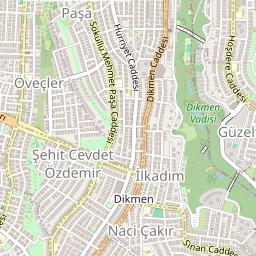 Paşa
Hürriyet Caddesi
Sokullu Mehmet Paşa Caddesi
Dikmen Caddesi
Hoşdere Caddesi
Öveçler
Dikmen
Vadisi
Güzel
Şehit Cevdet
Özdemir
İlkadım
Dikmen
Naci Çakır
Sinan Caddes